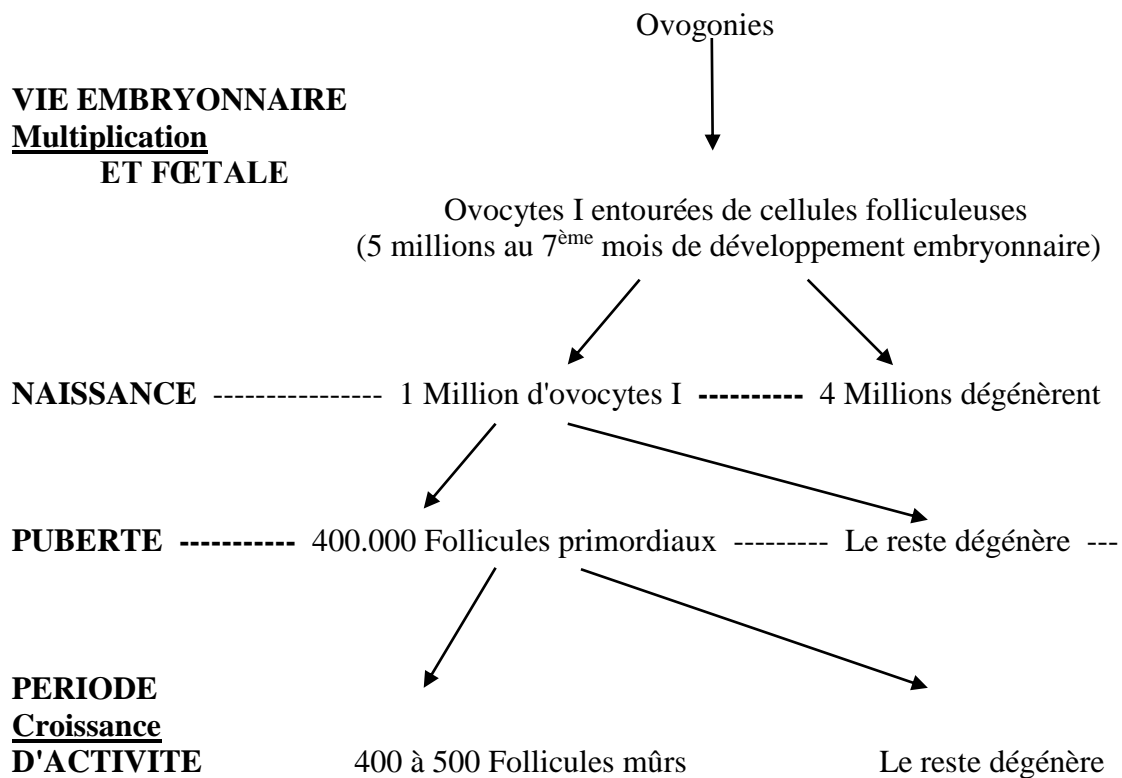 Ovogonies
VIE EMBRYONNAIRE
Multiplication
ET FŒTALE
Ovocytes I entourées de cellules folliculeuses
(5 millions au 7ème mois de développement embryonnaire)
NAISSANCE ---------------- 1 Million d'ovocytes I ---------- 4 Millions dégénèrent
PUBERTE ----------- 400.000 Follicules primordiaux --------- Le reste dégénère ---
PERIODE
Croissance
D'ACTIVITE 400 à 500 Follicules mûrs Le reste dégénère